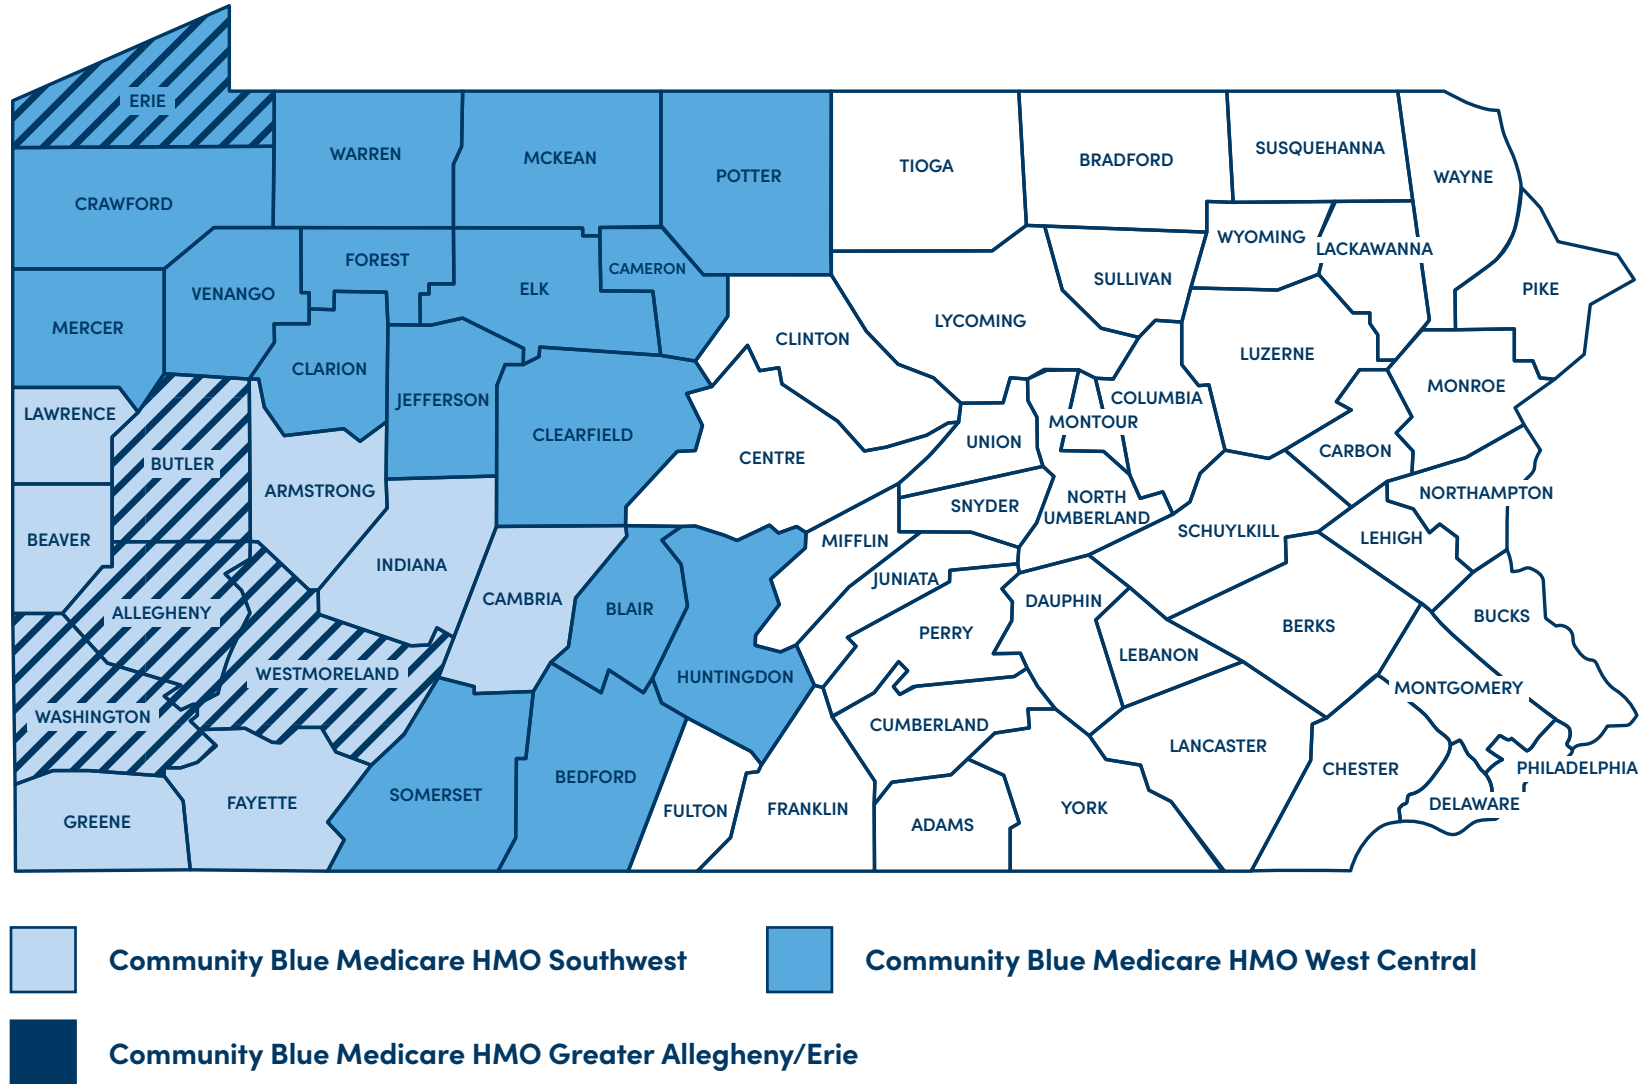 ERIE
WARREN
MCKEAN
POTTER
TIOGA
BRADFORD
SUSQUEHANNA
WAYNE
CRAWFORD
FOREST
CAMERON
WYOMING
LACKAWANNA
VENANGO
ELK
SULLIVAN
PIKE
MERCER
CLINTON
LYCOMING
CLARION
LUZERNE
MONROE
LAWRENCE
JEFFERSON
COLUMBIA
MONTOUR
CLEARFIELD
UNION
CARBON
BUTLER
CENTRE
ARMSTRONG
SNYDER
NORTH
UMBERLAND
NORTHAMPTON
BEAVER
MIFFLIN
SCHUYLKILL
LEHIGH
INDIANA
JUNIATA
CAMBRIA
BLAIR
DAUPHIN
ALLEGHENY
PERRY
BERKS
BUCKS
WESTMORELAND
HUNTINGDON
LEBANON
MONTGOMERY
WASHINGTON
CUMBERLAND
LANCASTER
BEDFORD
CHESTER
PHILADELPHIA
FAYETTE
SOMERSET
FULTON
FRANKLIN
YORK
DELAWARE
GREENE
ADAMS
Community Blue Medicare HMO Southwest
Community Blue Medicare HMO West Central
Community Blue Medicare HMO Greater Allegheny/Erie